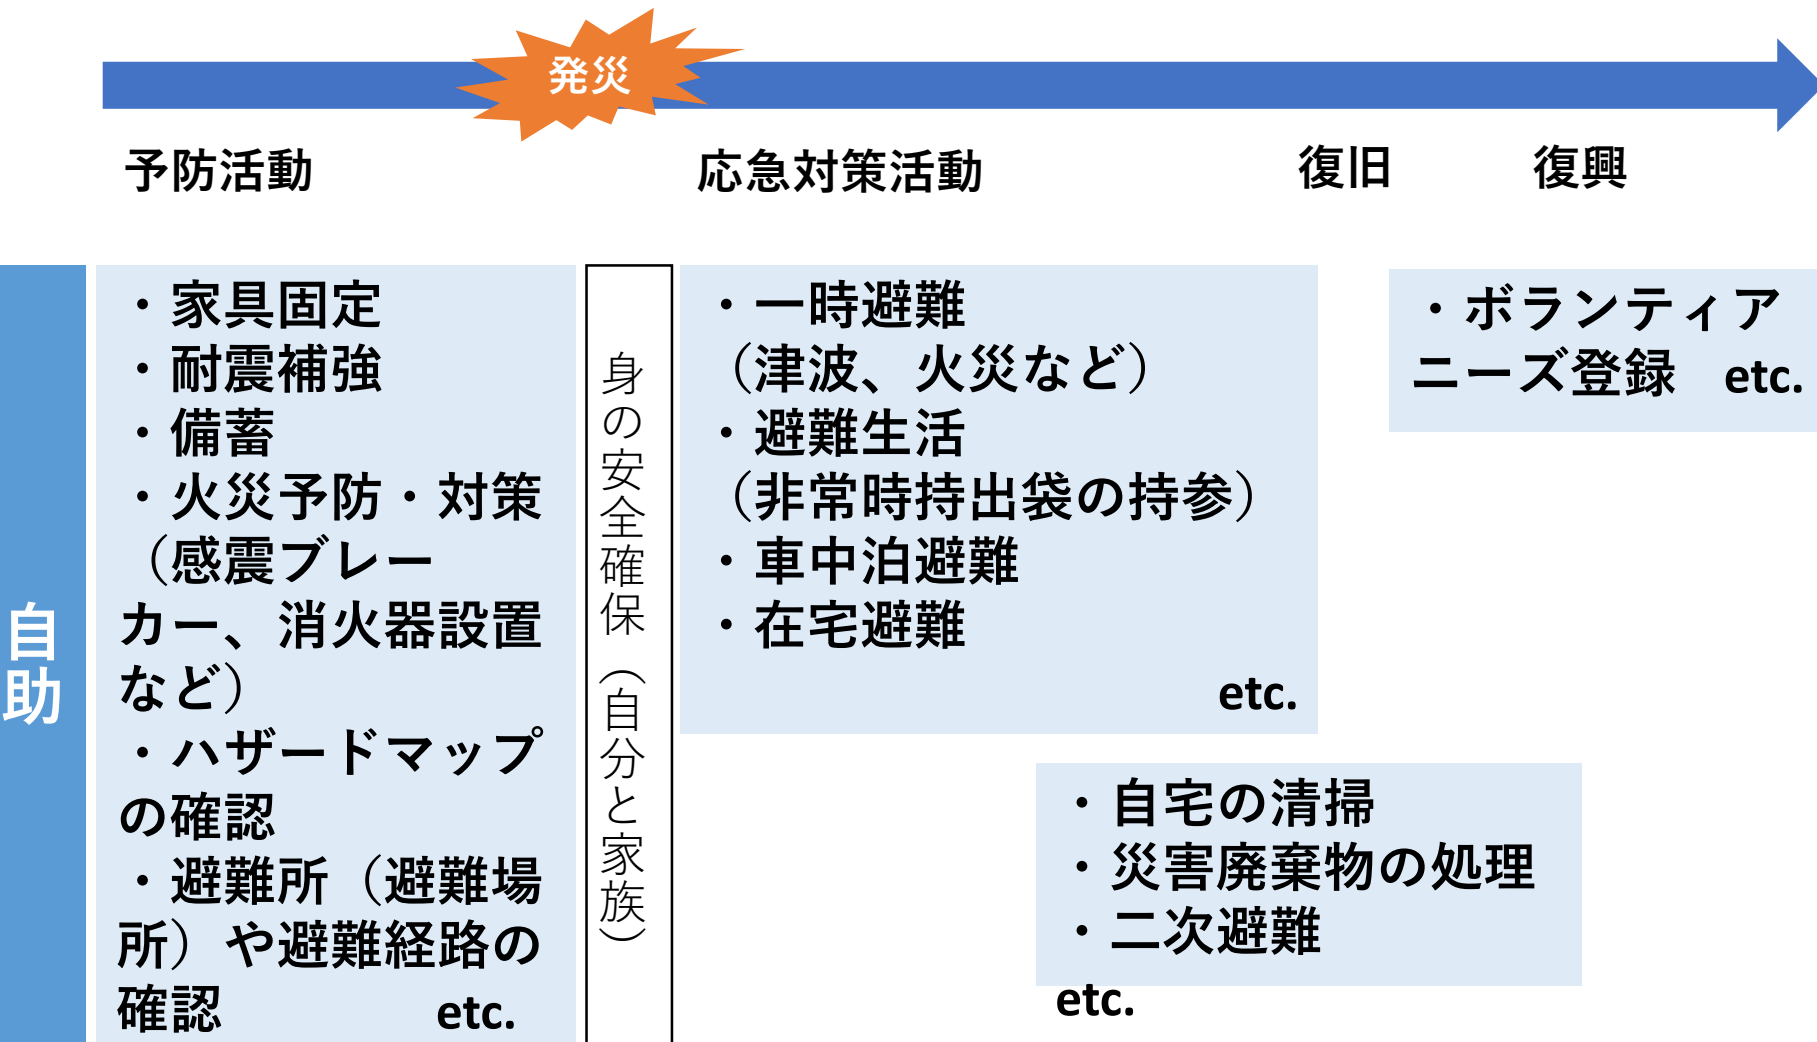 発災
予防活動
応急対策活動
復旧
復興
自助
・家具固定
・耐震補強
・備蓄
・火災予防・対策
（感震ブレー
カー、消火器設置
など）
・ハザードマップ
の確認
・避難所（避難場
所）や避難経路の
確認 etc.
身の安全確保（自分と家族）
・一時避難
（津波、火災など）
・避難生活
（非常時持出袋の持参）
・車中泊避難
・在宅避難
etc.
・自宅の清掃
・災害廃棄物の処理
・二次避難
etc.
・ボランティア
ニーズ登録 etc.